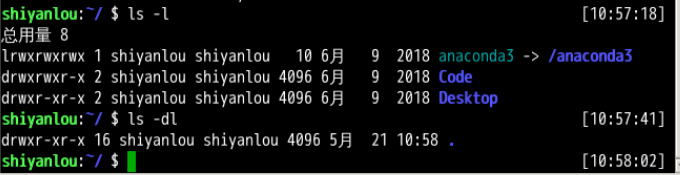 shiyanlou:~/ $ ls -l [10:57:18]
总用量 8
lrwxrwxrwx 1 shiyanlou shiyanlou 10 6月 9 2018 anaconda3 -> /anaconda3
drwxrwxr-x 2 shiyanlou shiyanlou 4096 6月 9 2018 Code
drwxr-xr-x 2 shiyanlou shiyanlou 4096 6月 9 2018 Desktop
shiyanlou:~/ $ ls -dl [10:57:41]
drwxr-xr-x 16 shiyanlou shiyanlou 4096 5月 21 10:58 .
shiyanlou:~/ $ [10:58:02]